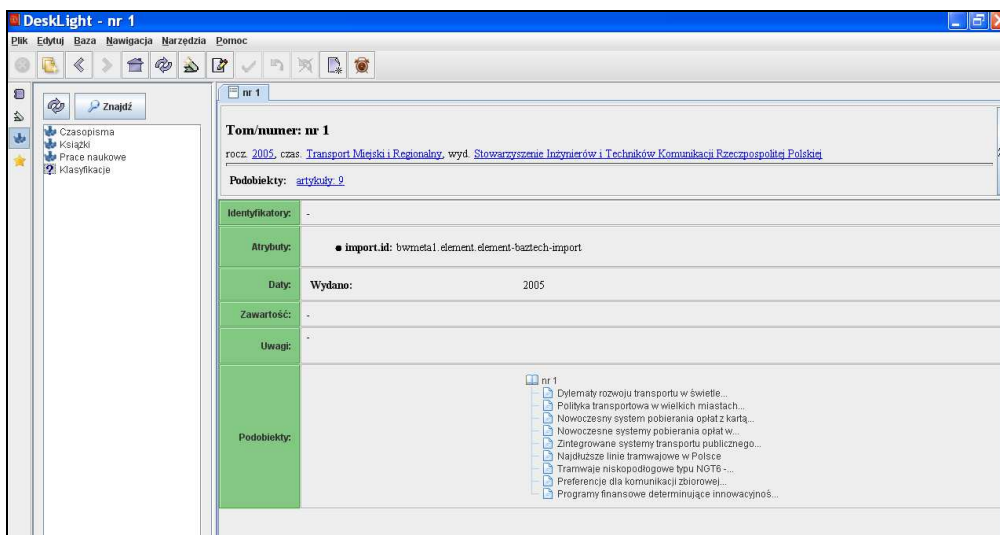 DeskLight - nr 1
Plik Edytuj Baza Nawigacja Narzędzia Pomoc
Znajdź
Czasopisma
Książki
Prace naukowe
Klasyfikacje
nr 1
Tom/numer: nr 1
rocz. 2005, czas. Transport Miejski i Regionalny, wyd. Stowarzyszenie Inżynierów i Techników Komunikacji Rzeczpospolitej Polskiej
Podobiekty: artykuły: 9
Identyfikatory: -
Atrybuty: • import.id: bwmeta1.element.element-baztech-import
Daty: Wydano: 2005
Zawartość: -
Uwagi: -
Podobiekty:
nr 1
Dylematy rozwoju transportu w świetle...
Polityka transportowa w wielkich miastach...
Nowoczesny system pobierania opłat z kartą...
Nowoczesne systemy pobierania opłat w...
Zintegrowane systemy transportu publicznego...
Najdłuższe linie tramwajowe w Polsce
Tramwaje niskopodłogowe typu NGT6 -...
Preferencje dla komunikacji zbiorowej...
Programy finansowe determinujące innowacyjnoś...